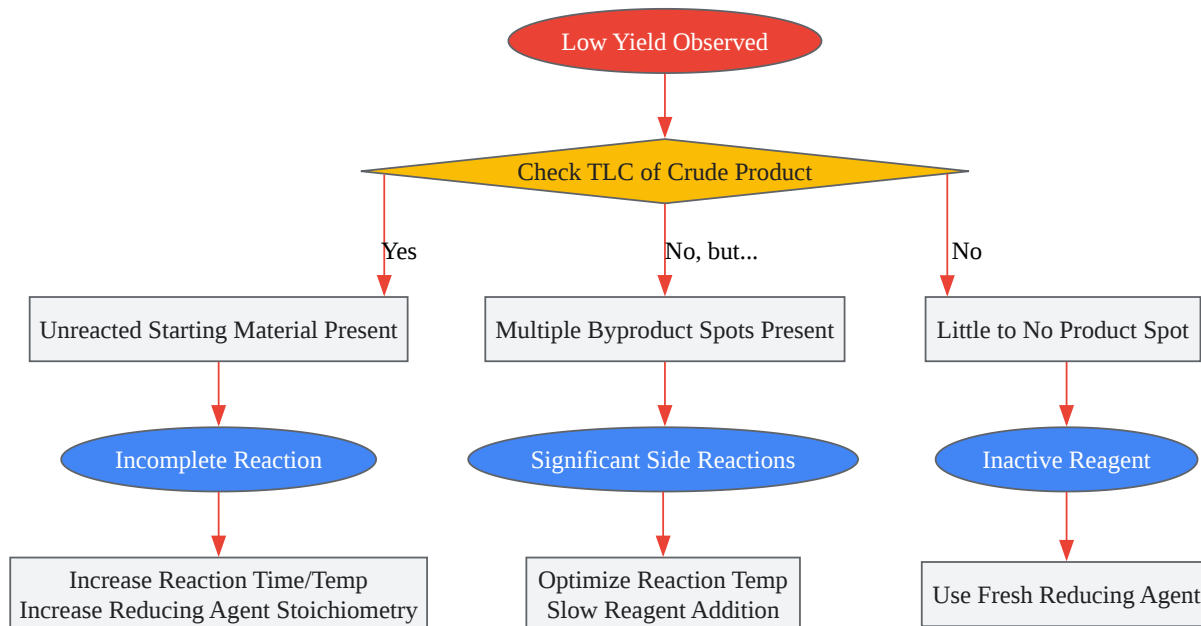 Low Yield Observed
Check TLC of Crude Product
Yes
No, but...
No
Unreacted Starting Material Present
Multiple Byproduct Spots Present
Little to No Product Spot
Incomplete Reaction
Significant Side Reactions
Inactive Reagent
Increase Reaction Time/Temp
Increase Reducing Agent Stoichiometry
Optimize Reaction Temp
Slow Reagent Addition
Use Fresh Reducing Agent